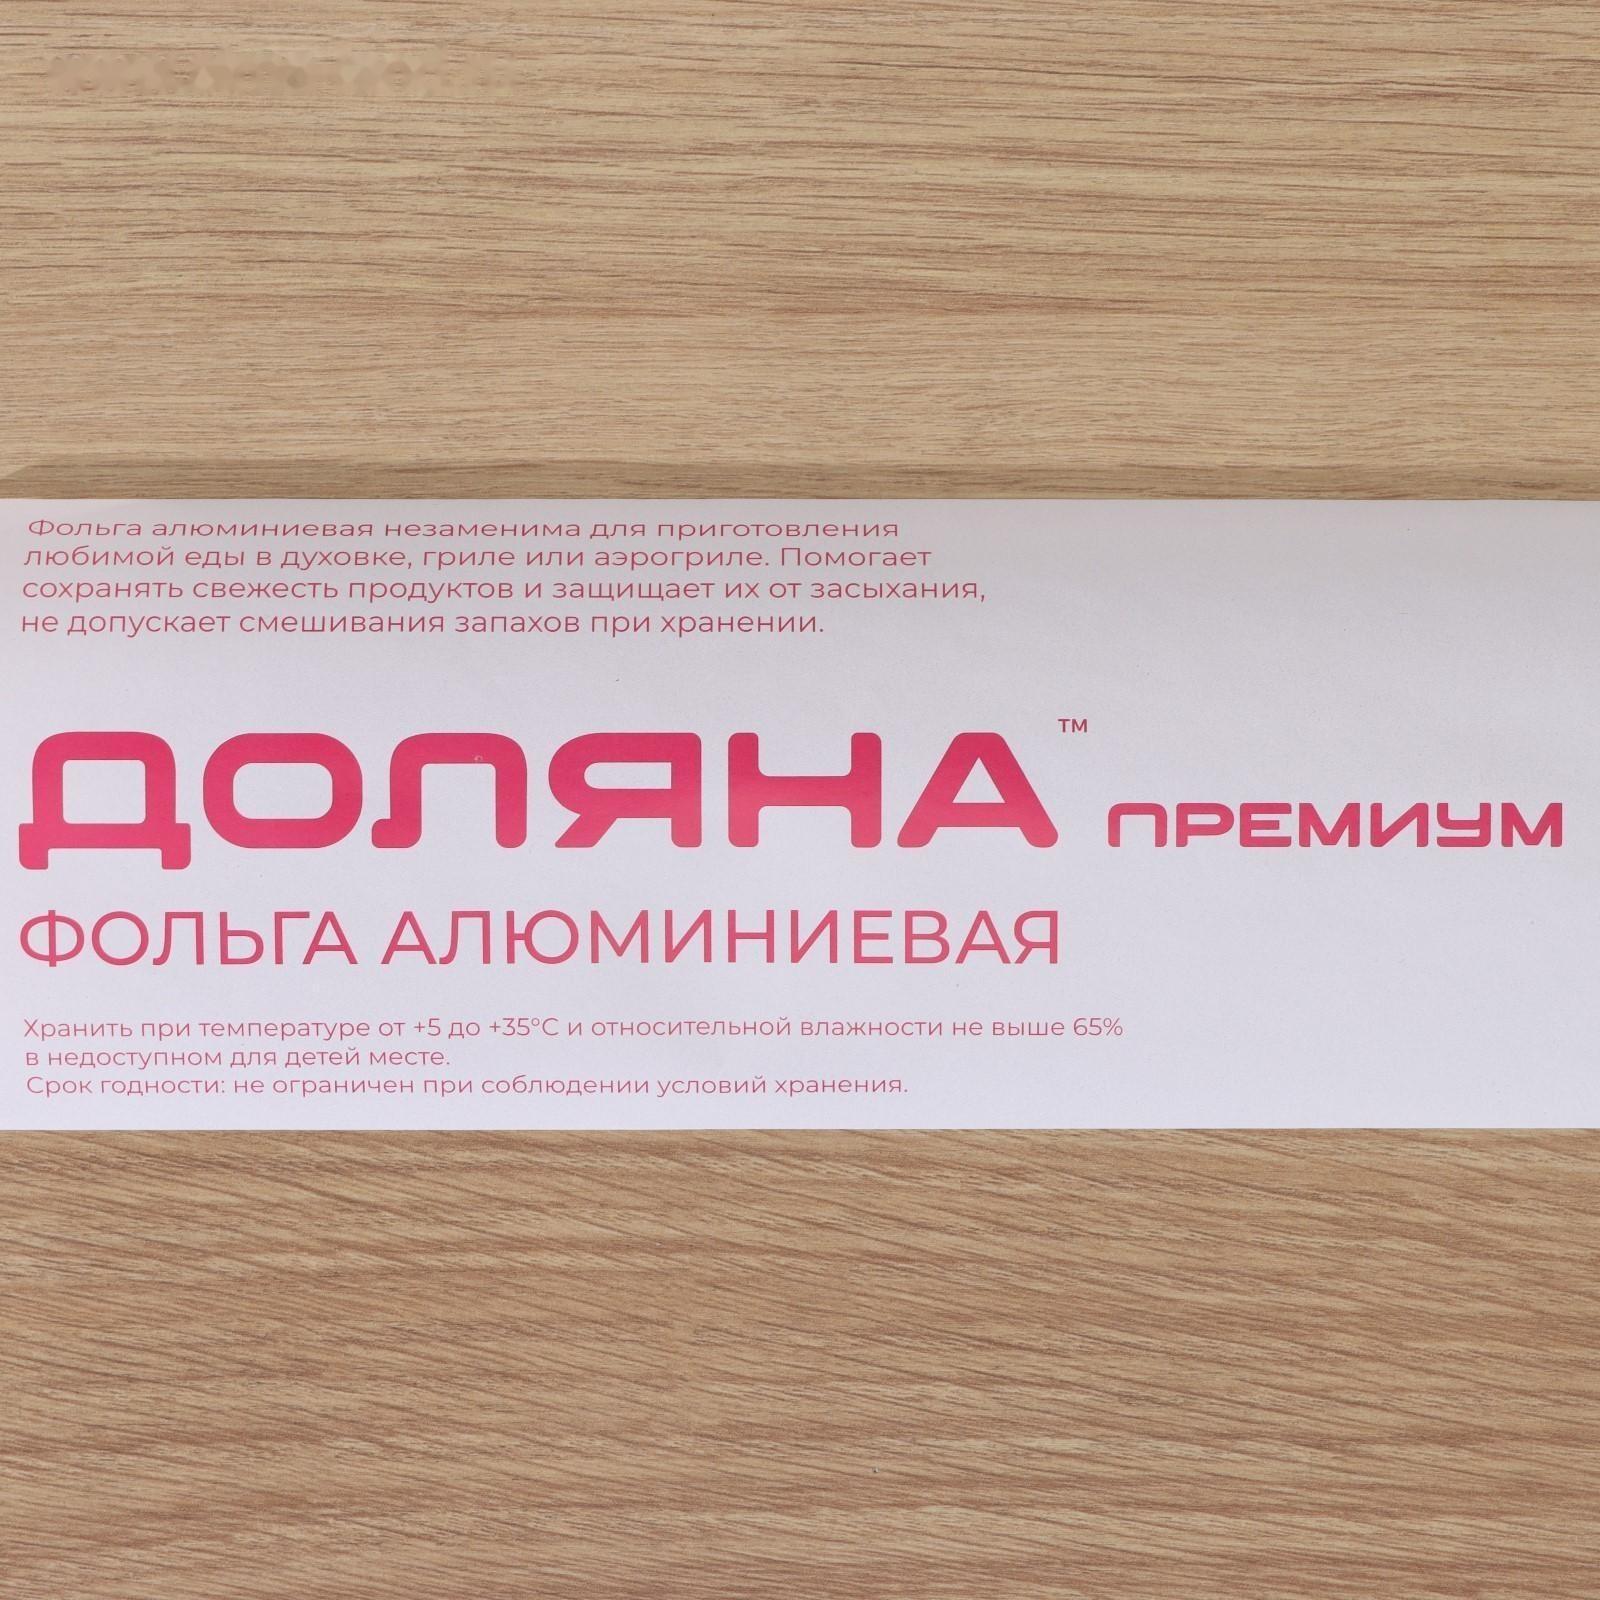 Фольга алюминиевая незаменима для приготовления
любимой еды в духовке, гриле или аэрогриле. Помогает
сохранять свежесть продуктов и защищает их от засыхания,
не допускает смешивания запахов при хранении.
ДОЛЯНА™ ПРЕМИУМ
ФОЛЬГА АЛЮМИНИЕВАЯ
Хранить при температуре от +5 до +35°С и относительной влажности не выше 65%
в недоступном для детей месте.
Срок годности: не ограничен при соблюдении условий хранения.